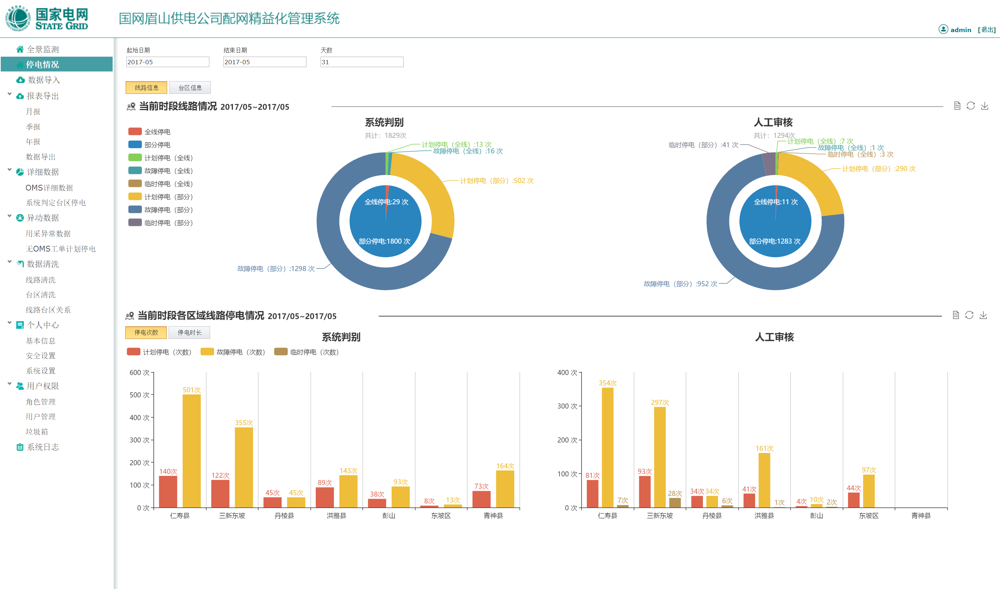 国家电网
STATE GRID
国网眉山供电公司配网精益化管理系统
admin [退出]
全景监测
停电情况
数据导入
报表导出
月报
季报
年报
数据导出
详细数据
OMS详细数据
系统判定台区停电
异动数据
用采异常数据
无OMS工单计划停电
数据清洗
线路清洗
台区清洗
线路台区关系
个人中心
基本信息
安全设置
系统设置
用户权限
角色管理
用户管理
垃圾箱
系统日志
起始日期 结束日期 天数
2017-05 2017-05 31
线路信息 台区信息
当前时段线路情况 2017/05~2017/05
全线停电
部分停电
计划停电（全线）
故障停电（全线）
临时停电（全线）
计划停电（部分）
故障停电（部分）
临时停电（部分）
系统判别
共计：1829次
计划停电（全线）:13 次
故障停电（全线）:16 次
计划停电（部分）:502 次
全线停电:29 次
部分停电:1800 次
故障停电（部分）:1298 次
人工审核
共计：1294次
临时停电（部分）:41 次
计划停电（全线）:7 次
故障停电（全线）:1 次
临时停电（全线）:3 次
计划停电（部分）:290 次
全线停电:11 次
部分停电:1283 次
故障停电（部分）:952 次
当前时段各区域线路停电情况 2017/05~2017/05
停电次数 停电时长
系统判别
计划停电（次数） 故障停电（次数） 临时停电（次数）
600 次
500 次
400 次
300 次
200 次
100 次
0 次
140次 501次
122次 355次
45次 45次
89次 143次
38次 93次
8次 13次
73次 164次
仁寿县 三新东坡 丹棱县 洪雅县 彭山 东坡区 青神县
人工审核
400 次
300 次
200 次
100 次
0 次
81次 354次 7次
93次 297次 28次
34次 34次 6次
41次 161次 1次
4次 10次 2次
44次 97次
仁寿县 三新东坡 丹棱县 洪雅县 彭山 东坡区 青神县